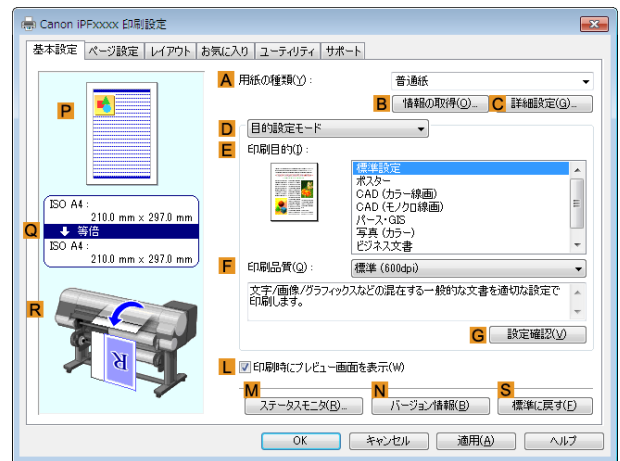 Canon iPFxxxx 印刷設定
基本設定 ページ設定 レイアウト お気に入り ユーティリティ サポート
A 用紙の種類(Y): 普通紙
B 情報の取得(O)... C 詳細設定(G)...
P
D 目的設定モード
E 印刷目的(I):
標準設定
ポスター
CAD (カラー線画)
CAD (モノクロ線画)
パース・GIS
写真 (カラー)
ビジネス文書
ISO A4 :
210.0 mm x 297.0 mm
Q 等倍
ISO A4 :
210.0 mm x 297.0 mm
F 印刷品質(Q): 標準 (600dpi)
文字/画像/グラフィックスなどの混在する一般的な文書を適切な設定で
印刷します。
R
G 設定確認(V)
R
L 印刷時にプレビュー画面を表示(W)
M N S
ステータスモニタ(R)... バージョン情報(B) 標準に戻す(F)
OK キャンセル 適用(A) ヘルプ